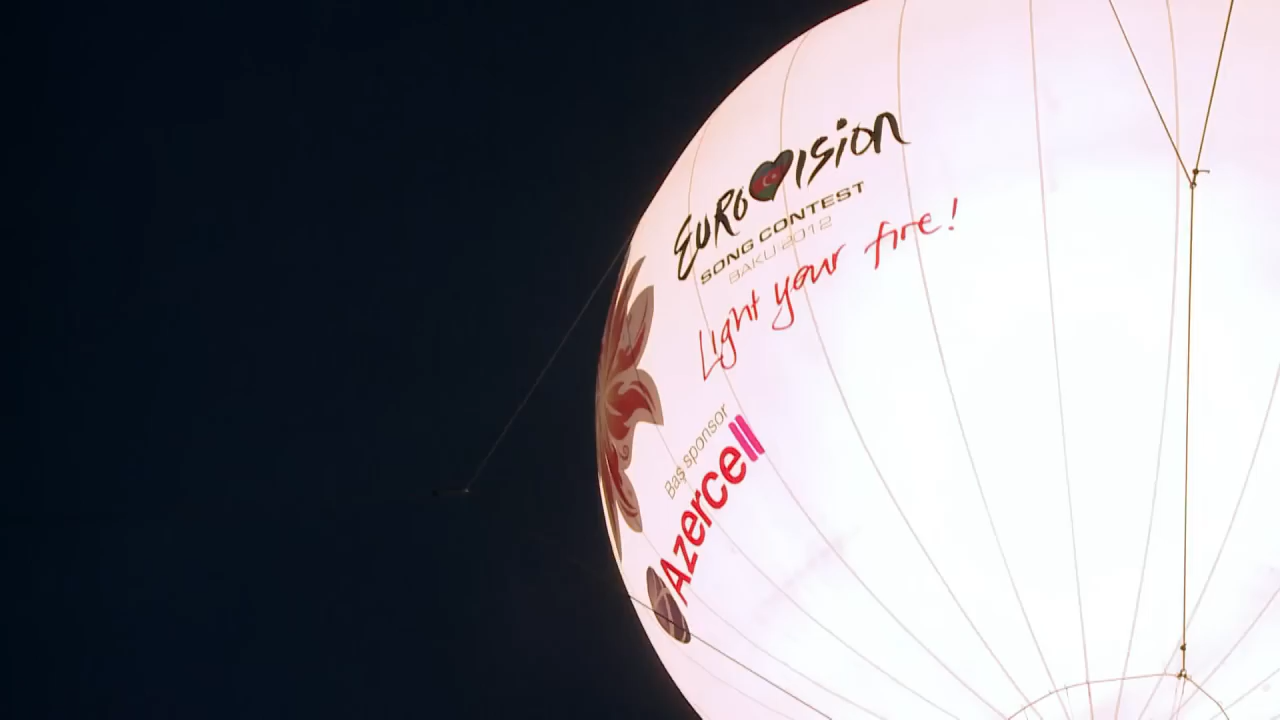 EUROVISION
SONG CONTEST
BAKU 2012
Light your fire!
Baş sponsor
Azercell